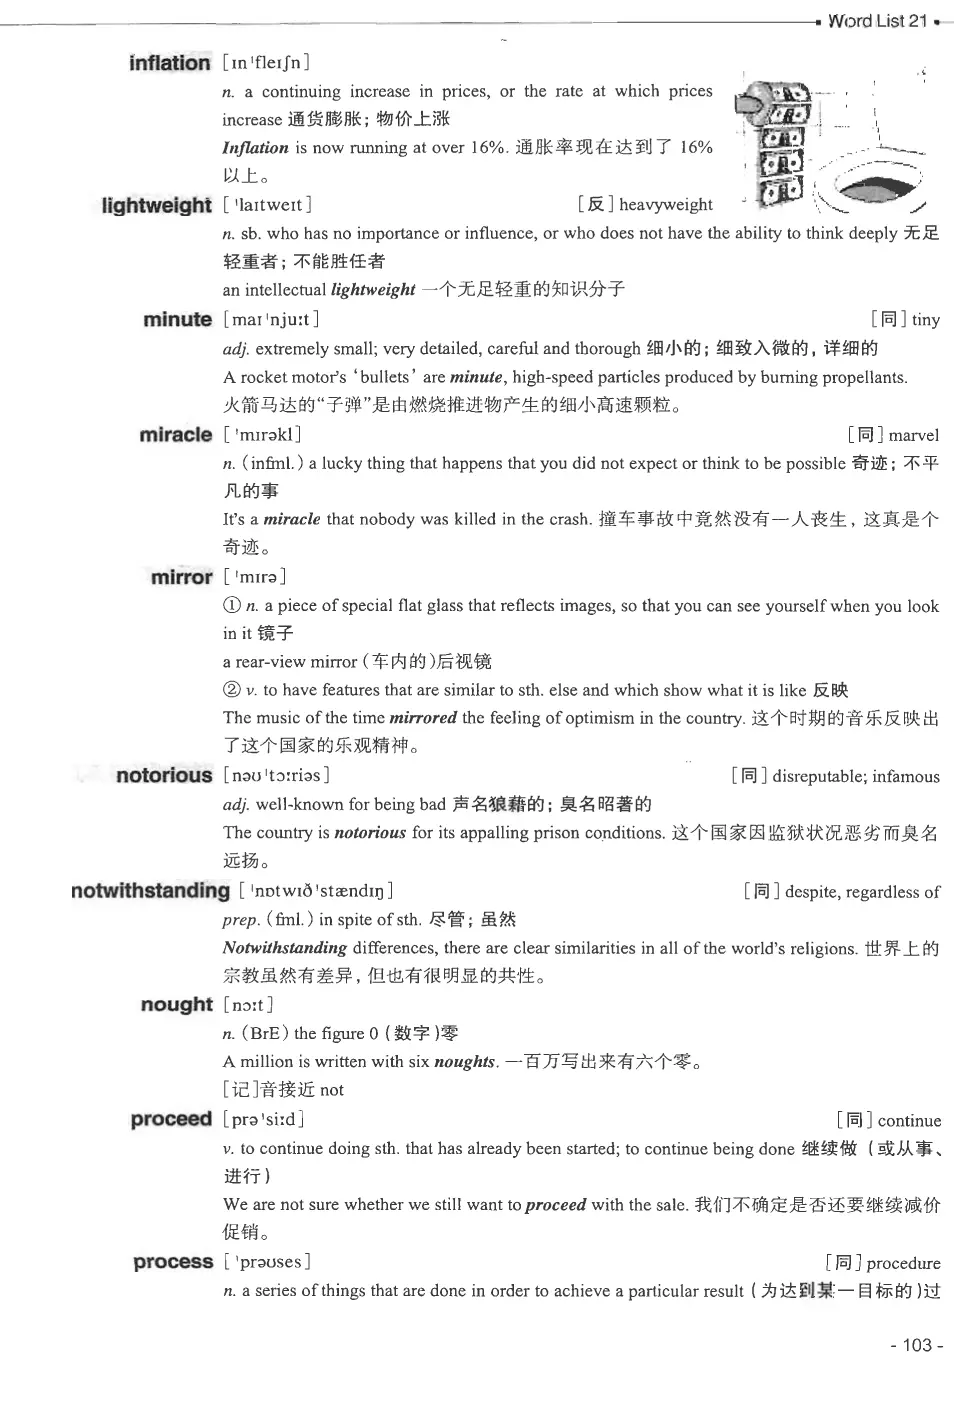 Word List 21
inflation [ɪnˈfleɪʃn]
n. a continuing increase in prices, or the rate at which prices
increase 通货膨胀；物价上涨
Inflation is now running at over 16%. 通胀率现在达到了 16%
以上。
lightweight [ˈlaɪtweɪt] [反] heavyweight
n. sb. who has no importance or influence, or who does not have the ability to think deeply 无足
轻重者；不能胜任者
an intellectual lightweight 一个无足轻重的知识分子
minute [maɪˈnjuːt] [同] tiny
adj. extremely small; very detailed, careful and thorough 细小的；细致入微的，详细的
A rocket motor's ‘bullets’ are minute, high-speed particles produced by burning propellants.
火箭马达的“子弹”是由燃烧推进物产生的细小高速颗粒。
miracle [ˈmɪrəkl] [同] marvel
n. (infml.) a lucky thing that happens that you did not expect or think to be possible 奇迹；不平
凡的事
It's a miracle that nobody was killed in the crash. 撞车事故中竟然没有一人丧生，这真是个
奇迹。
mirror [ˈmɪrə]
① n. a piece of special flat glass that reflects images, so that you can see yourself when you look
in it 镜子
a rear-view mirror (车内的)后视镜
② v. to have features that are similar to sth. else and which show what it is like 反映
The music of the time mirrored the feeling of optimism in the country. 这个时期的音乐反映出
了这个国家的乐观精神。
notorious [nəʊˈtɔːriəs] [同] disreputable; infamous
adj. well-known for being bad 声名狼藉的；臭名昭著的
The country is notorious for its appalling prison conditions. 这个国家因监狱状况恶劣而臭名
远扬。
notwithstanding [ˈnɒtwɪðˈstændɪŋ] [同] despite, regardless of
prep. (fml.) in spite of sth. 尽管；虽然
Notwithstanding differences, there are clear similarities in all of the world's religions. 世界上的
宗教虽然有差异，但也有很明显的共性。
nought [nɔːt]
n. (BrE) the figure 0 (数字)零
A million is written with six noughts. 一百万写出来有六个零。
[记]音接近 not
proceed [prəˈsiːd] [同] continue
v. to continue doing sth. that has already been started; to continue being done 继续做（或从事、
进行）
We are not sure whether we still want to proceed with the sale. 我们不确定是否还要继续减价
促销。
process [ˈprəʊses] [同] procedure
n. a series of things that are done in order to achieve a particular result (为达到某一目标的)过
- 103 -